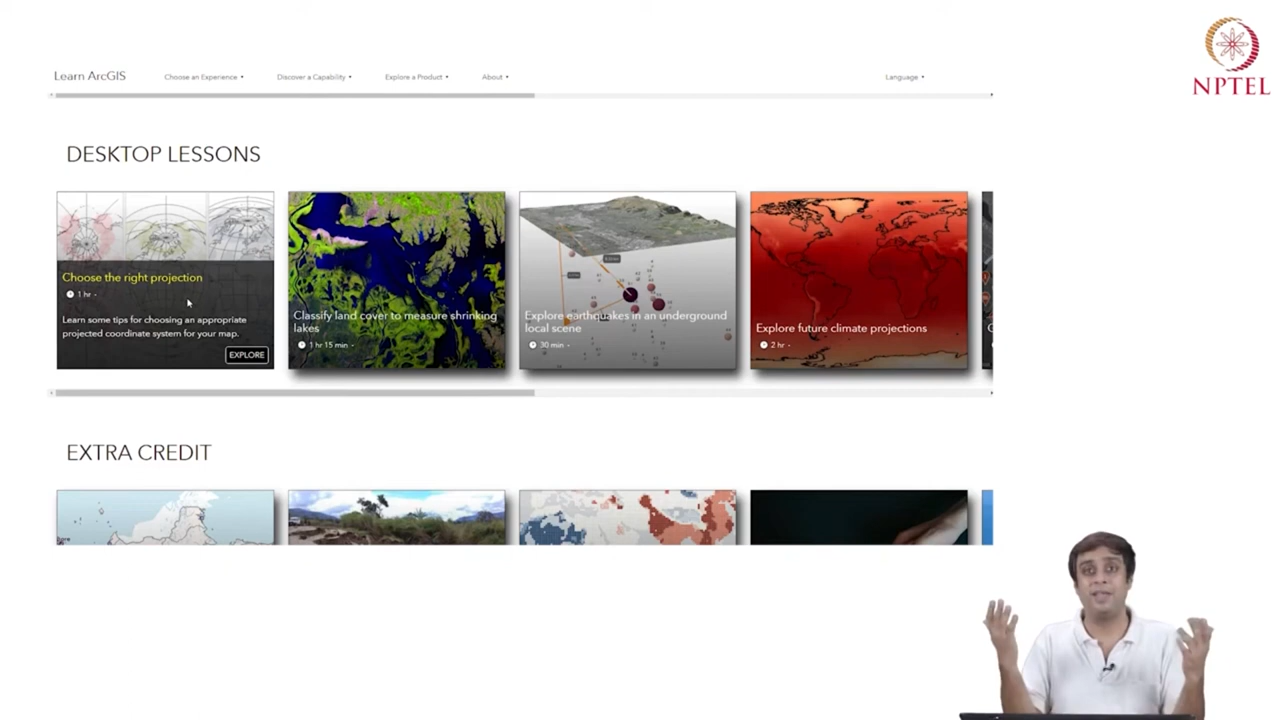 Learn ArcGIS
Choose an Experience
Discover a Capability
Explore a Product
About
Language
NPTEL
DESKTOP LESSONS
Choose the right projection
1 hr -
Learn some tips for choosing an appropriate
projected coordinate system for your map.
EXPLORE
Classify land cover to measure shrinking
lakes
1 hr 15 min -
Explore earthquakes in an underground
local scene
30 min -
Explore future climate projections
2 hr -
EXTRA CREDIT